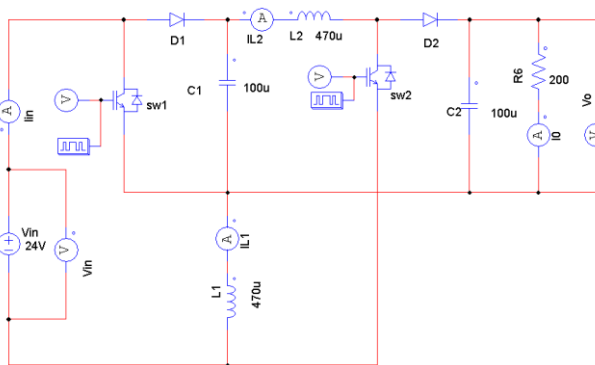 A
IL2
L2 470u
D1
D2
V
sw1
C1
100u
V
sw2
C2
100u
R6
200
Vo
A
Iin
A
I0
V
Vin
24V
V
Vin
A
IL1
L1
470u